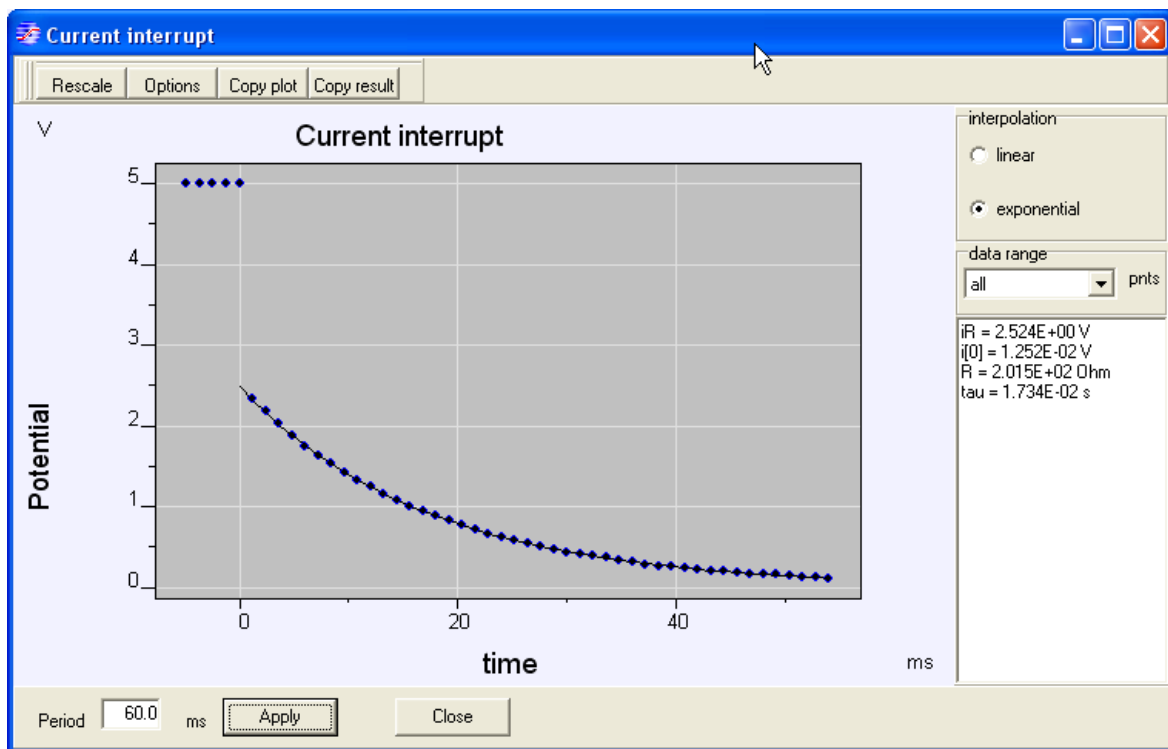 Current interrupt
Rescale Options Copy plot Copy result
V
Current interrupt
interpolation
linear
exponential
data range
all pnts
iR = 2.524E+00 V
i[0] = 1.252E-02 V
R = 2.015E+02 Ohm
tau = 1.734E-02 s
Potential
5
4
3
2
1
0
0 20 40
time ms
Period 60.0 ms Apply Close